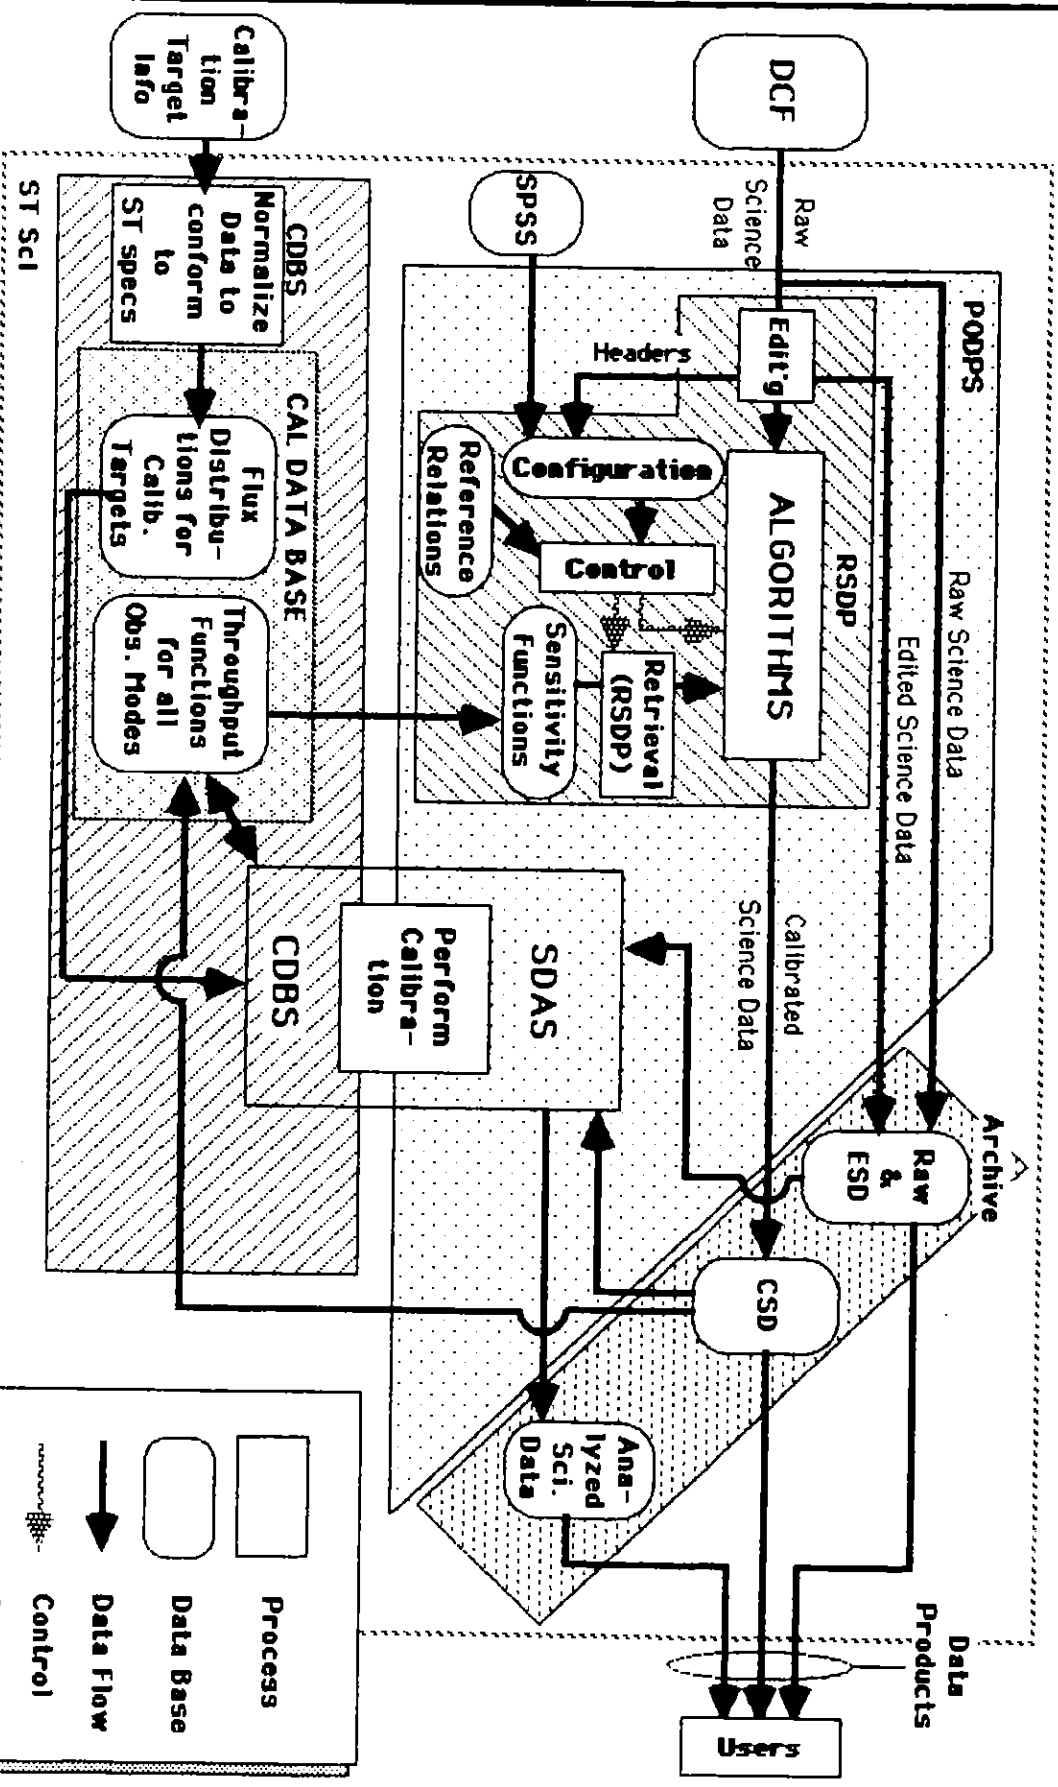 DCF
Raw
Science
Data
SPSS
Calibra-
tion
Target
Info
ST ScI
PODPS
RSDP
Raw Science Data
Edited Science Data
Edit'g
ALGORITHMS
Headers
Configuration
Control
Reference
Relations
Retrieval
(RSDP)
Sensitivity
Functions
Calibrated
Science Data
CDBS
Normalize
Data to
conform
to
ST specs
CAL DATA BASE
Flux
Distribu-
tions for
Calib.
Targets
Throughput
Functions
for all
Obs. Modes
SDAS
Perform
Calibra-
tion
CDBS
Archive
Raw
&
ESD
CSD
Ana-
lyzed
Sci.
Data
Data
Products
Users
Process
Data Base
Data Flow
Control